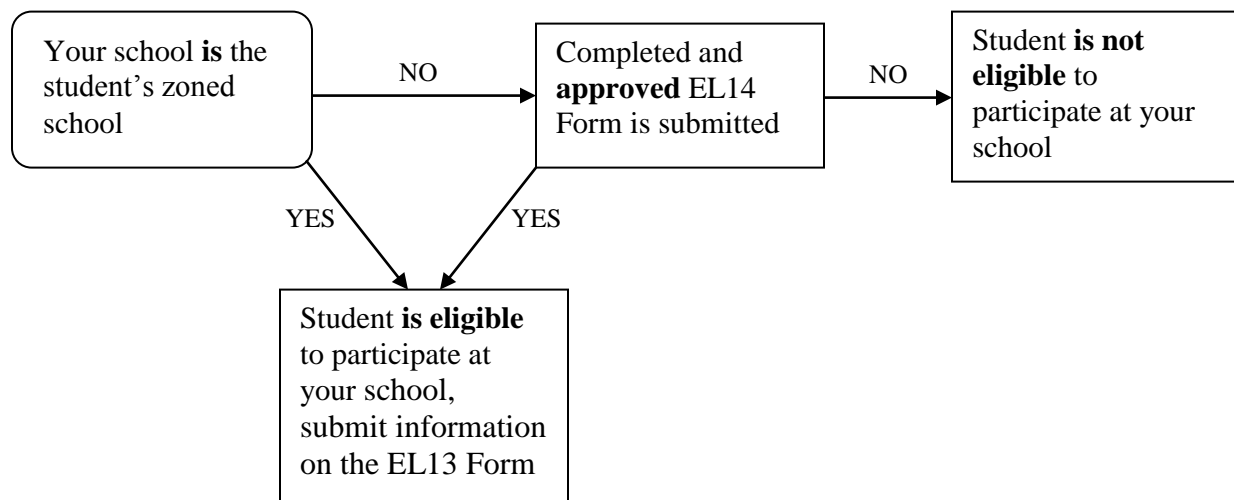 Your school is the
student’s zoned
school
NO
Completed and
approved EL14
Form is submitted
NO
Student is not
eligible to
participate at your
school
YES
YES
Student is eligible
to participate at
your school,
submit information
on the EL13 Form